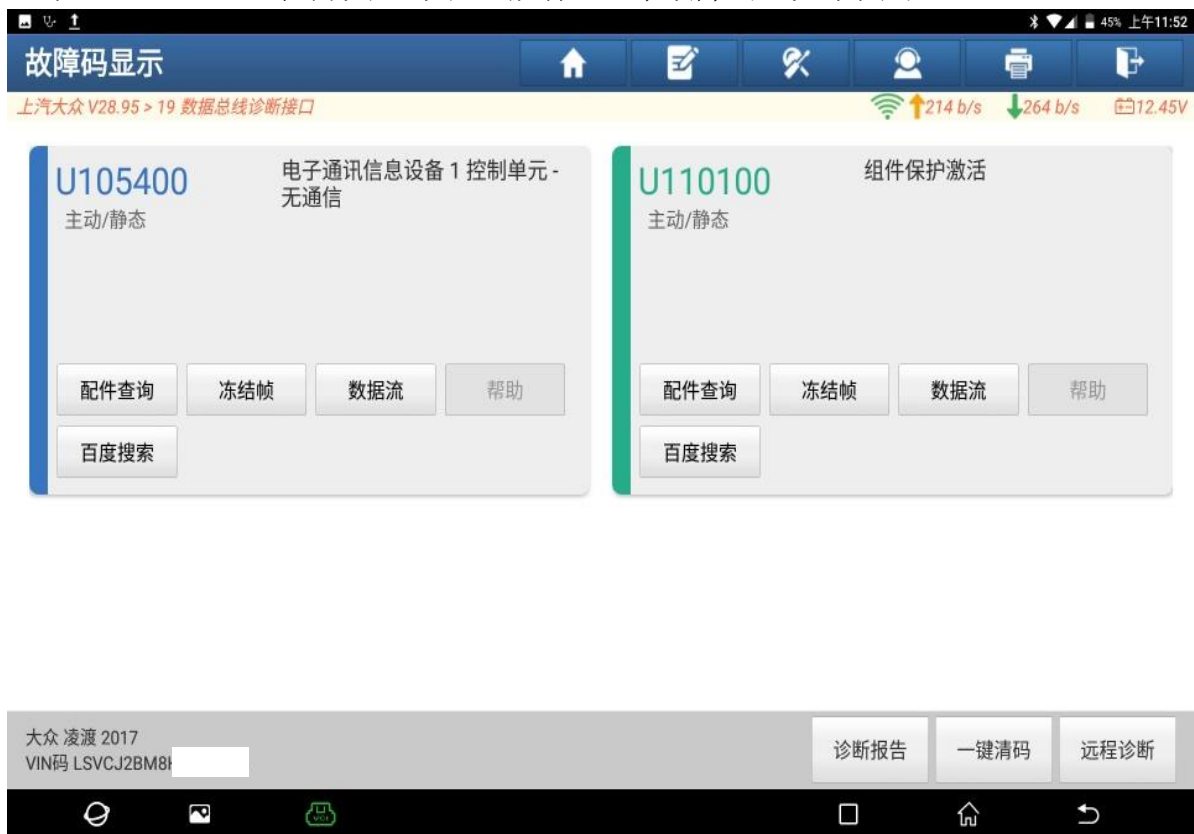 45% 上午11:52
故障码显示
上汽大众 V28.95 > 19 数据总线诊断接口
214 b/s 264 b/s 12.45V
U105400
电子通讯信息设备 1 控制单元 -
无通信
主动/静态
配件查询 冻结帧 数据流 帮助
百度搜索
U110100
组件保护激活
主动/静态
配件查询 冻结帧 数据流 帮助
百度搜索
大众 凌渡 2017
VIN码 LSVCJ2BM8
诊断报告 一键清码 远程诊断
VCI